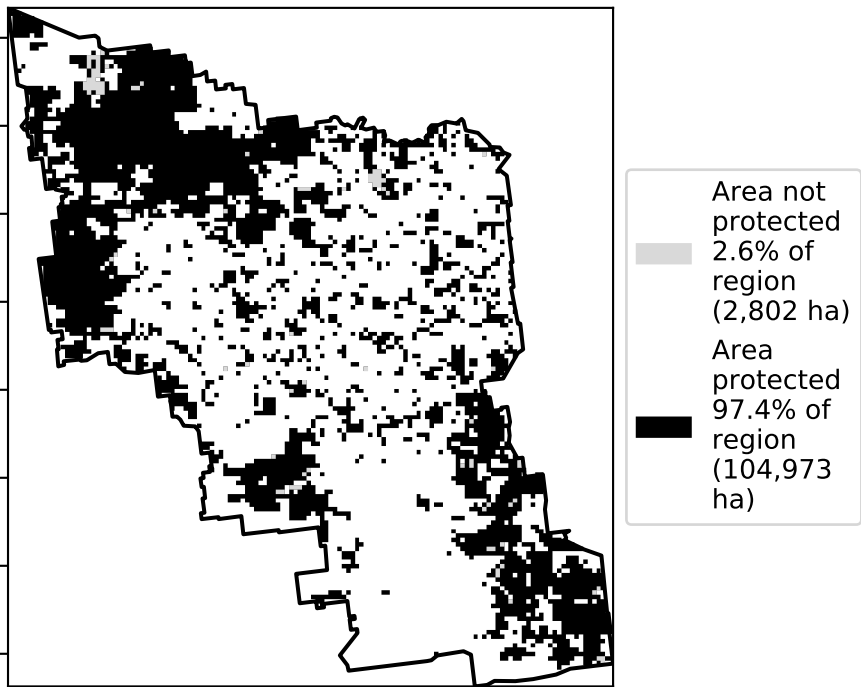 Area not
protected
2.6% of
region
(2,802 ha)
Area
protected
97.4% of
region
(104,973
ha)